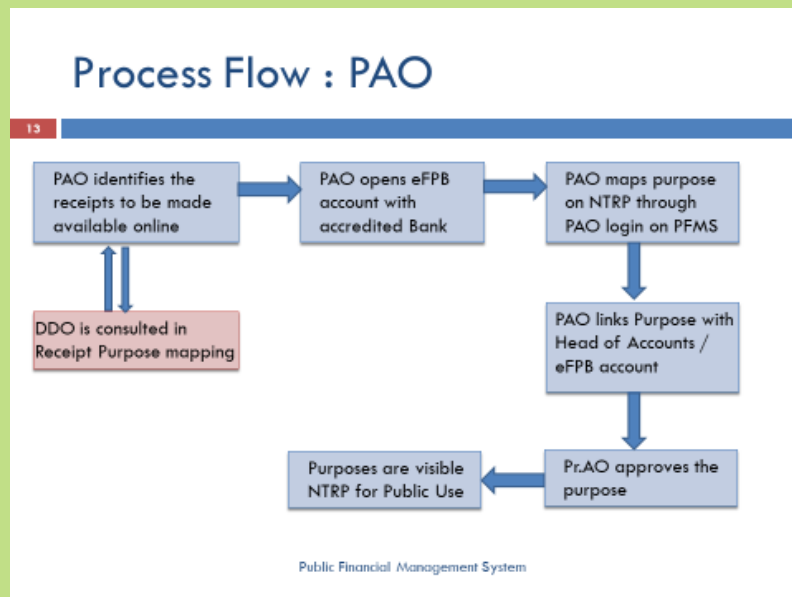 Process Flow : PAO
13
PAO identifies the
receipts to be made
available online
PAO opens eFPB
account with
accredited Bank
PAO maps purpose
on NTRP through
PAO login on PFMS
DDO is consulted in
Receipt Purpose mapping
PAO links Purpose with
Head of Accounts /
eFPB account
Purposes are visible
NTRP for Public Use
Pr.AO approves the
purpose
Public Financial Management System